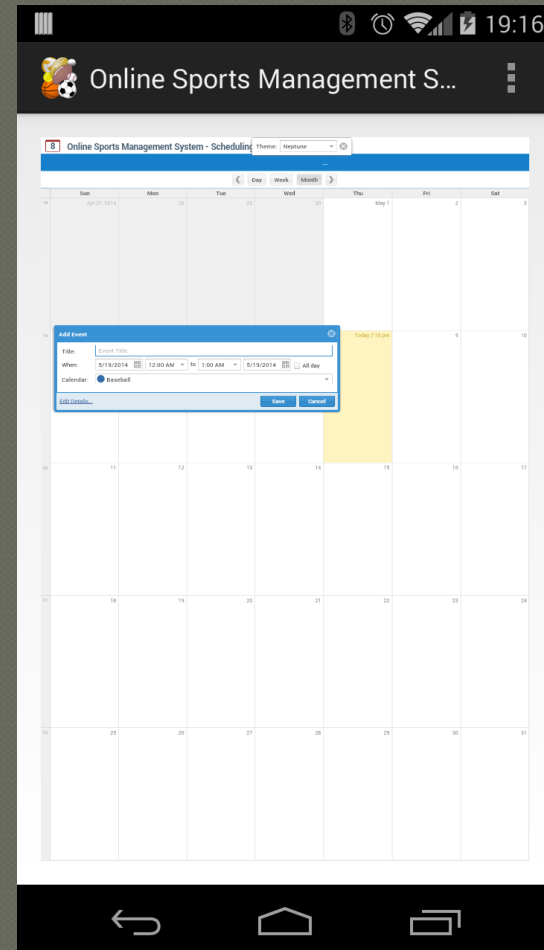 19:16
Online Sports Management S...
8 Online Sports Management System - Scheduling Theme: Neptune
Day Week Month
Sun Mon Tue Wed Thu Fri Sat
Apr 27, 2014 28 29 30 May 1 2 3
Add Event
Title: Event Title
When: 5/19/2014 12:00 AM to 1:00 AM 5/19/2014 All day
Calendar: Baseball
Edit Details... Save Cancel
Today 7:16 pm 9 10
11 12 13 14 15 16 17
18 19 20 21 22 23 24
25 26 27 28 29 30 31